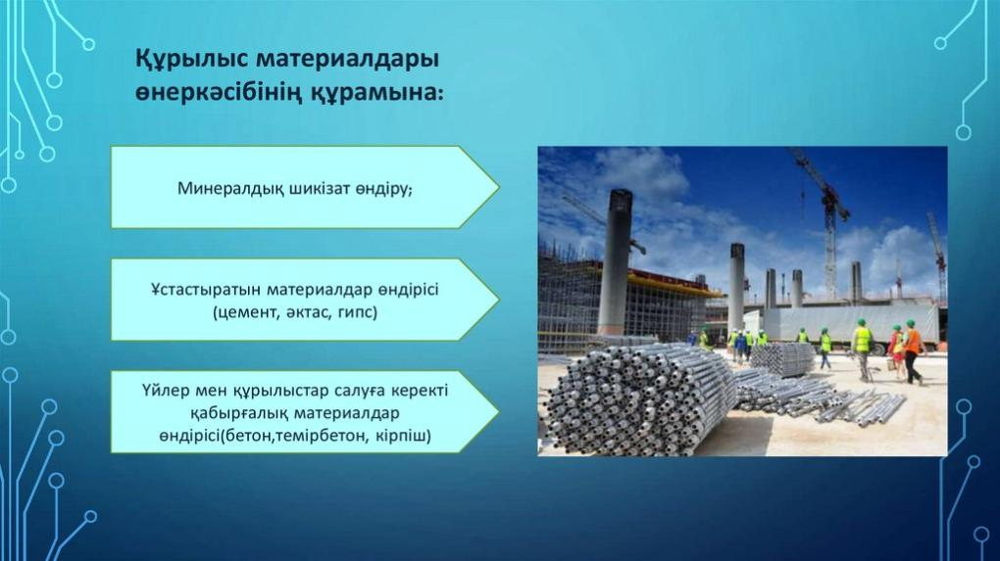 Құрылыс материалдары
өнеркәсібінің құрамына:
Минералдық шикізат өндіру;
Ұстастыратын материалдар өндірісі
(цемент, әктас, гипс)
Үйлер мен құрылыстар салуға керекті
қабырғалық материалдар
өндірісі(бетон,темірбетон, кірпіш)